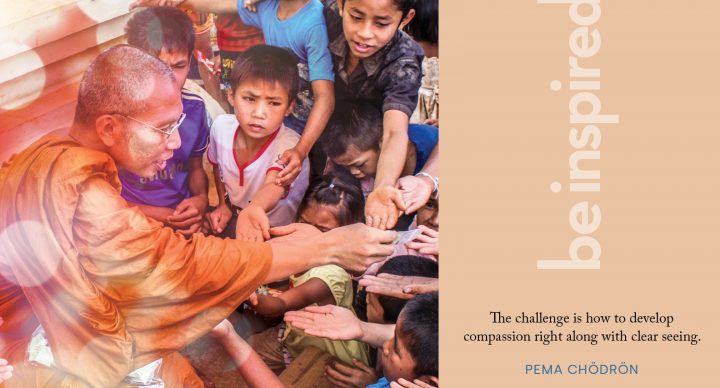 be inspired
The challenge is how to develop
compassion right along with clear seeing.
PEMA CHÖDRÖN